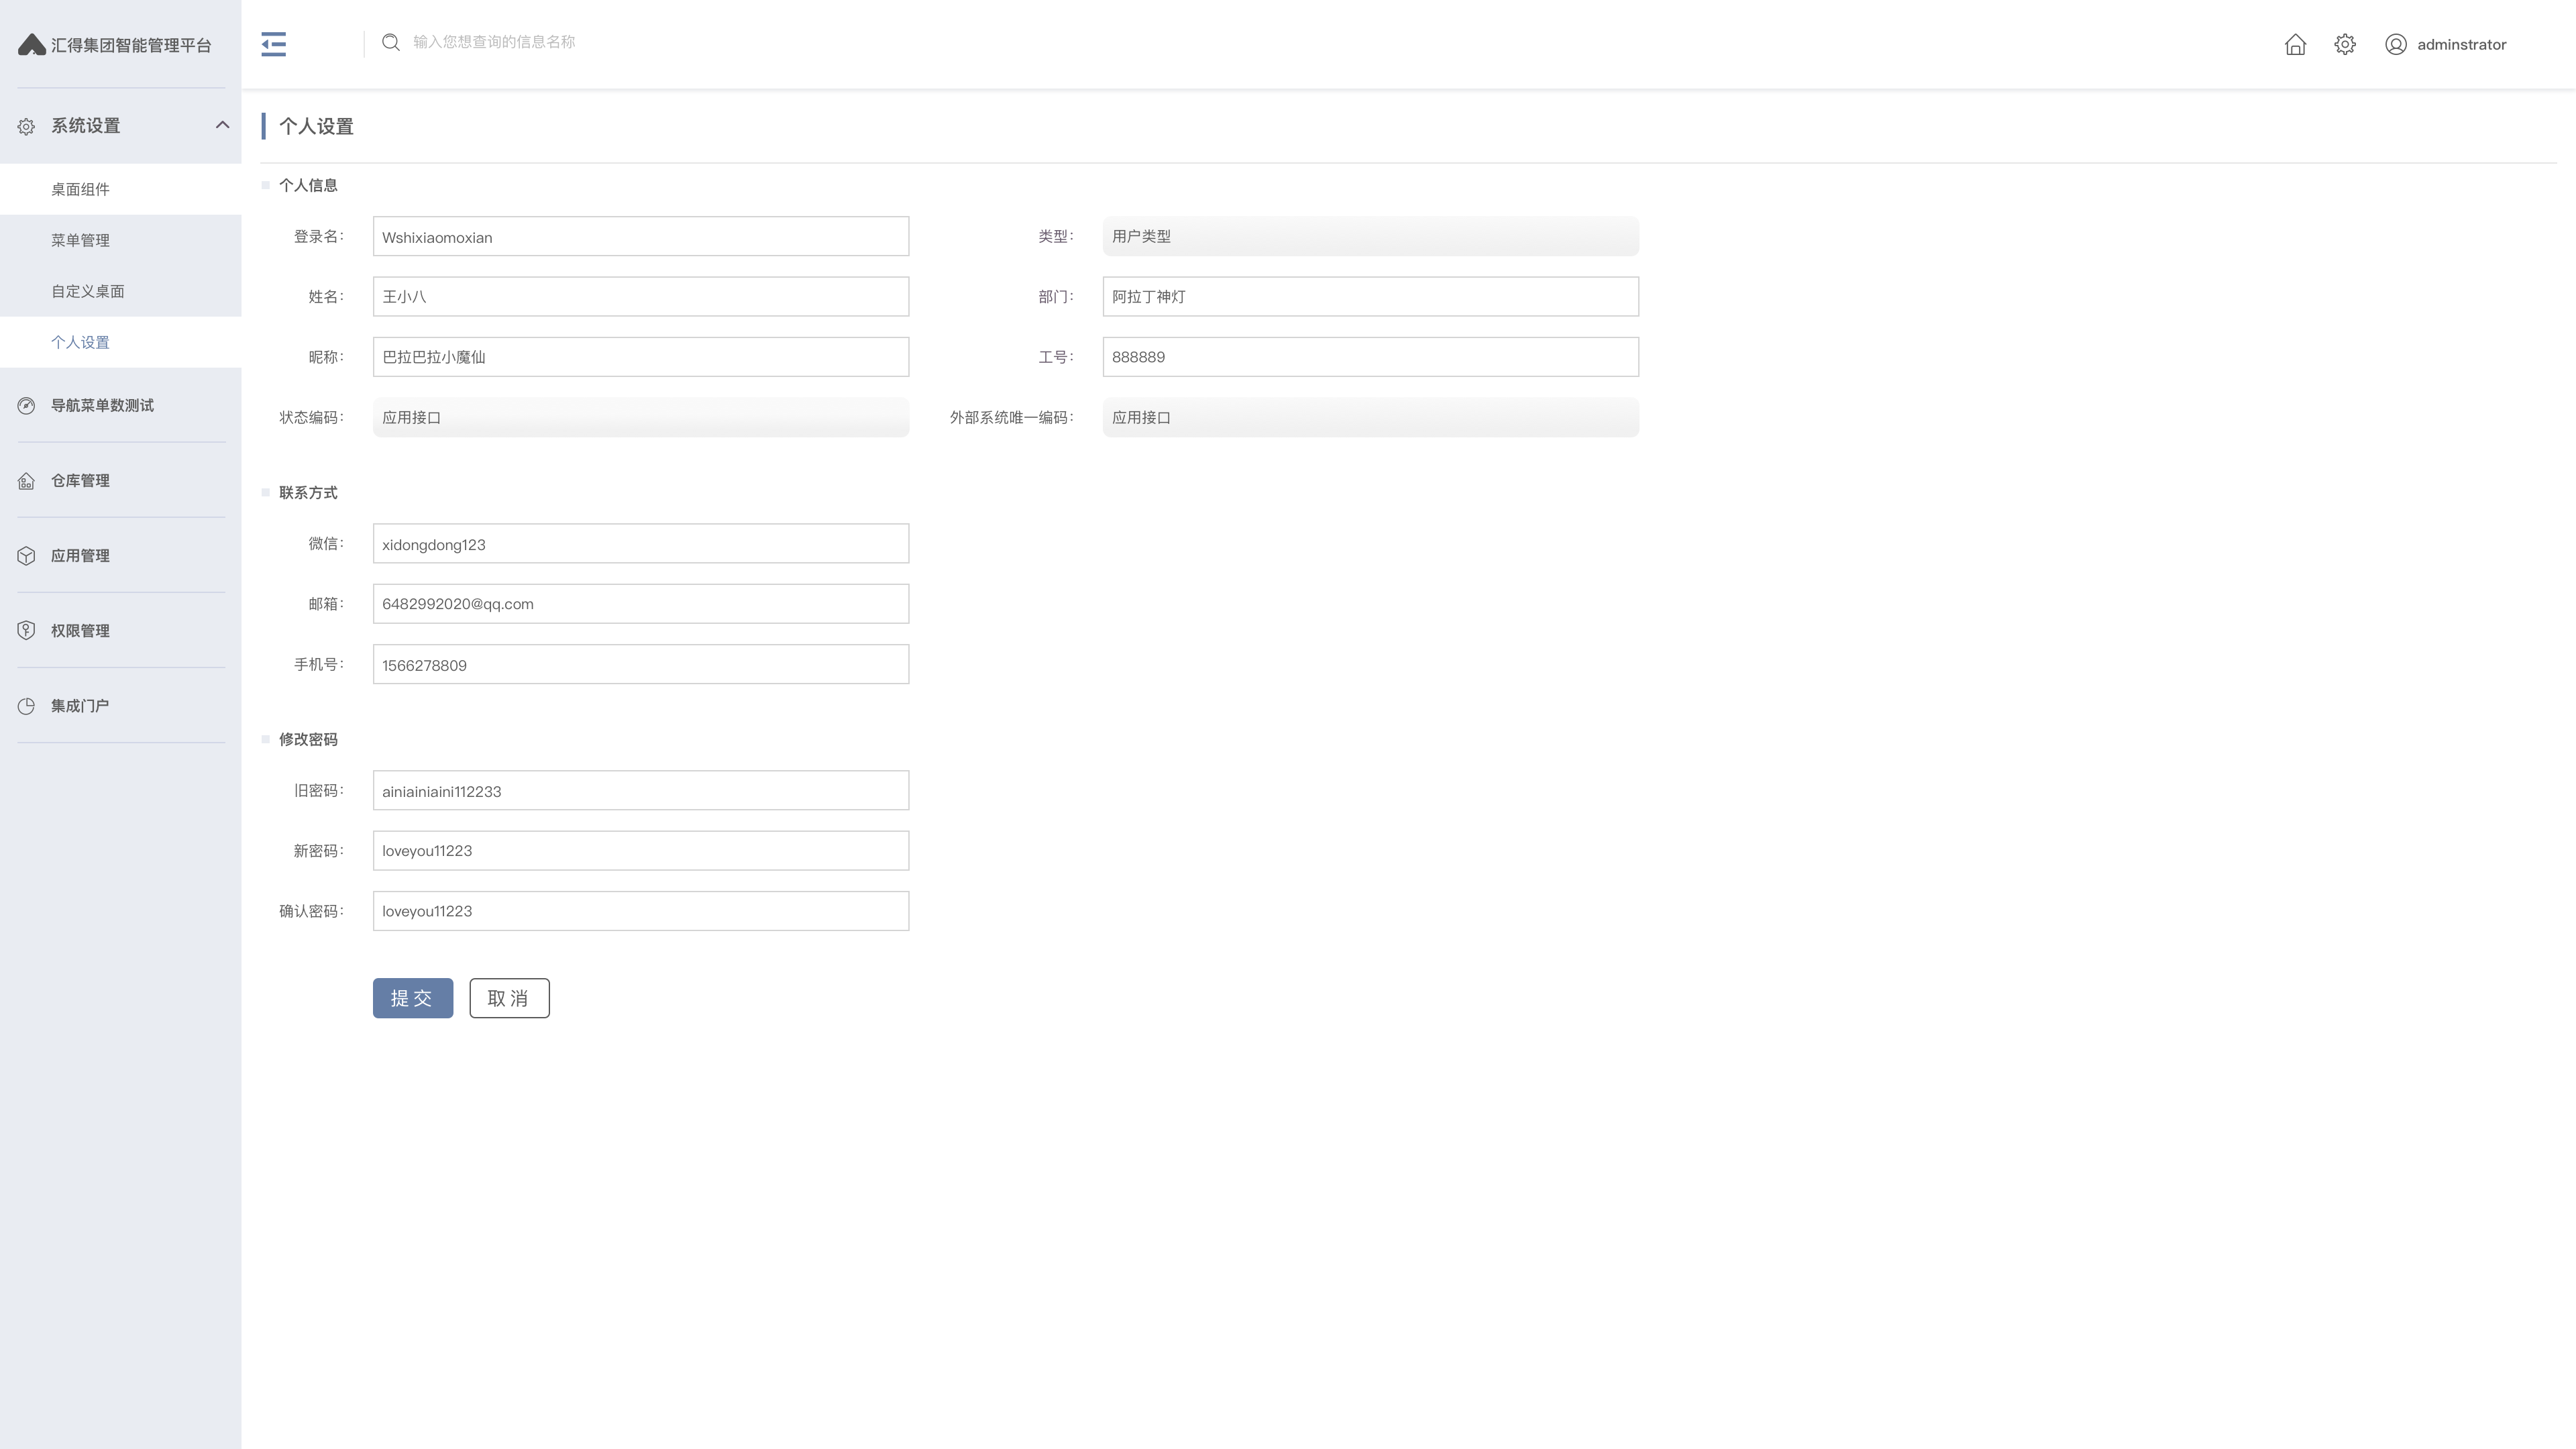 汇得集团智能管理平台
输入您想查询的信息名称
adminstrator
系统设置
桌面组件
菜单管理
自定义桌面
个人设置
导航菜单数测试
仓库管理
应用管理
权限管理
集成门户
个人设置
个人信息
登录名： Wshixiaomoxian 类型： 用户类型
姓名： 王小八 部门： 阿拉丁神灯
昵称： 巴拉巴拉小魔仙 工号： 888889
状态编码： 应用接口 外部系统唯一编码： 应用接口
联系方式
微信： xidongdong123
邮箱： 6482992020@qq.com
手机号： 1566278809
修改密码
旧密码： ainiainiaini112233
新密码： loveyou11223
确认密码： loveyou11223
提交 取消